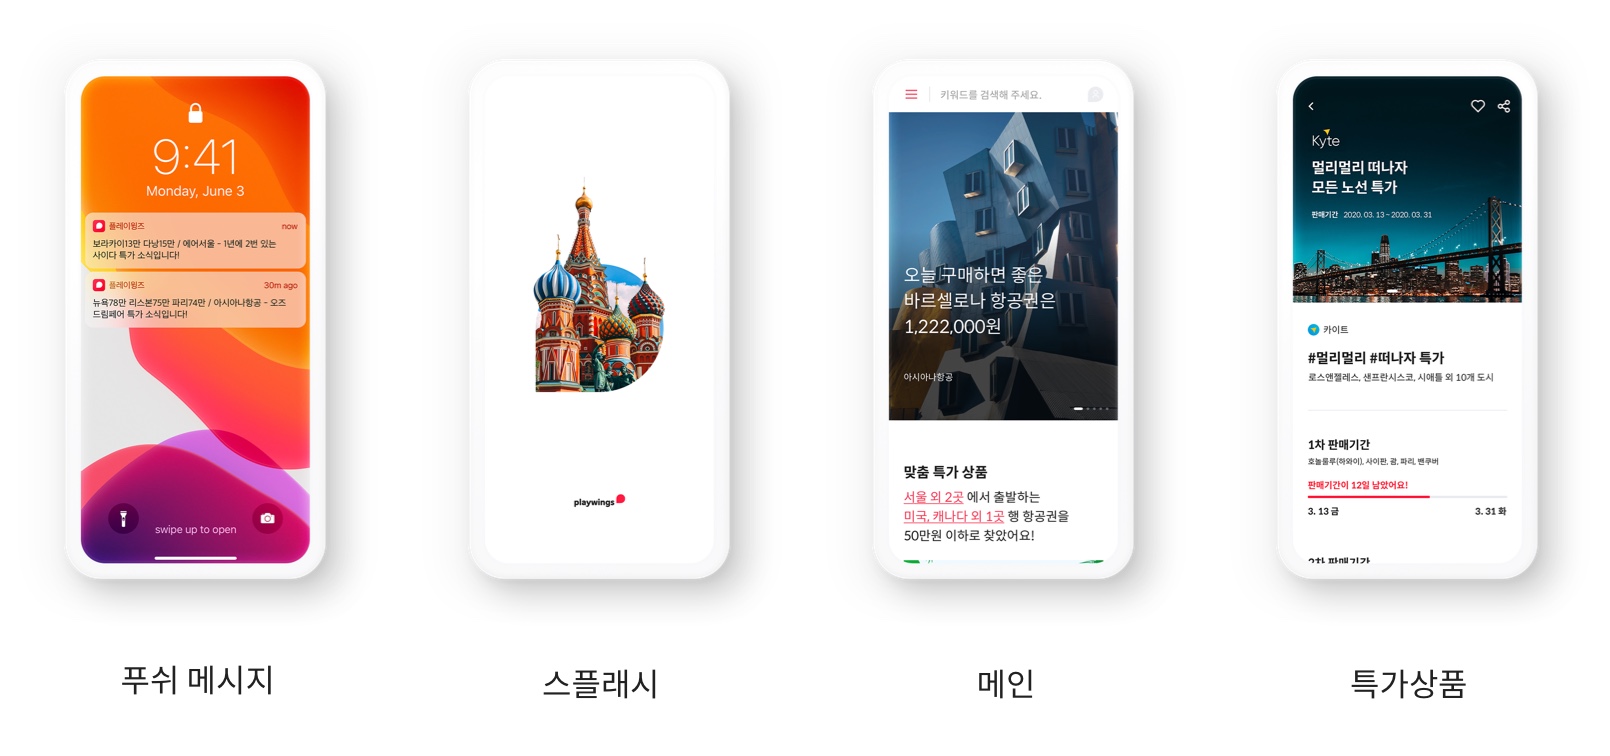 9:41
Monday, June 3
플레이윙즈 now
보라카이13만 다낭15만 / 에어서울 - 1년에 2번 있는
사이다 특가 소식입니다!
플레이윙즈 30m ago
뉴욕78만 리스본75만 파리74만 / 아시아나항공 - 오즈
드림페어 특가 소식입니다!
swipe up to open
푸쉬 메시지
playwings
스플래시
키워드를 검색해 주세요.
오늘 구매하면 좋은
바르셀로나 항공권은
1,222,000원
아시아나항공
맞춤 특가 상품
서울 외 2곳 에서 출발하는
미국, 캐나다 외 1곳 행 항공권을
50만원 이하로 찾았어요!
메인
Kyte
멀리멀리 떠나자
모든 노선 특가
판매기간 2020. 03. 13 ~ 2020. 03. 31
카이트
#멀리멀리 #떠나자 특가
로스앤젤레스, 샌프란시스코, 시애틀 외 10개 도시
1차 판매기간
호놀룰루(하와이), 사이판, 괌, 파리, 밴쿠버
판매기간이 12일 남았어요!
3. 13 금 3. 31 화
2차 판매기간
특가상품